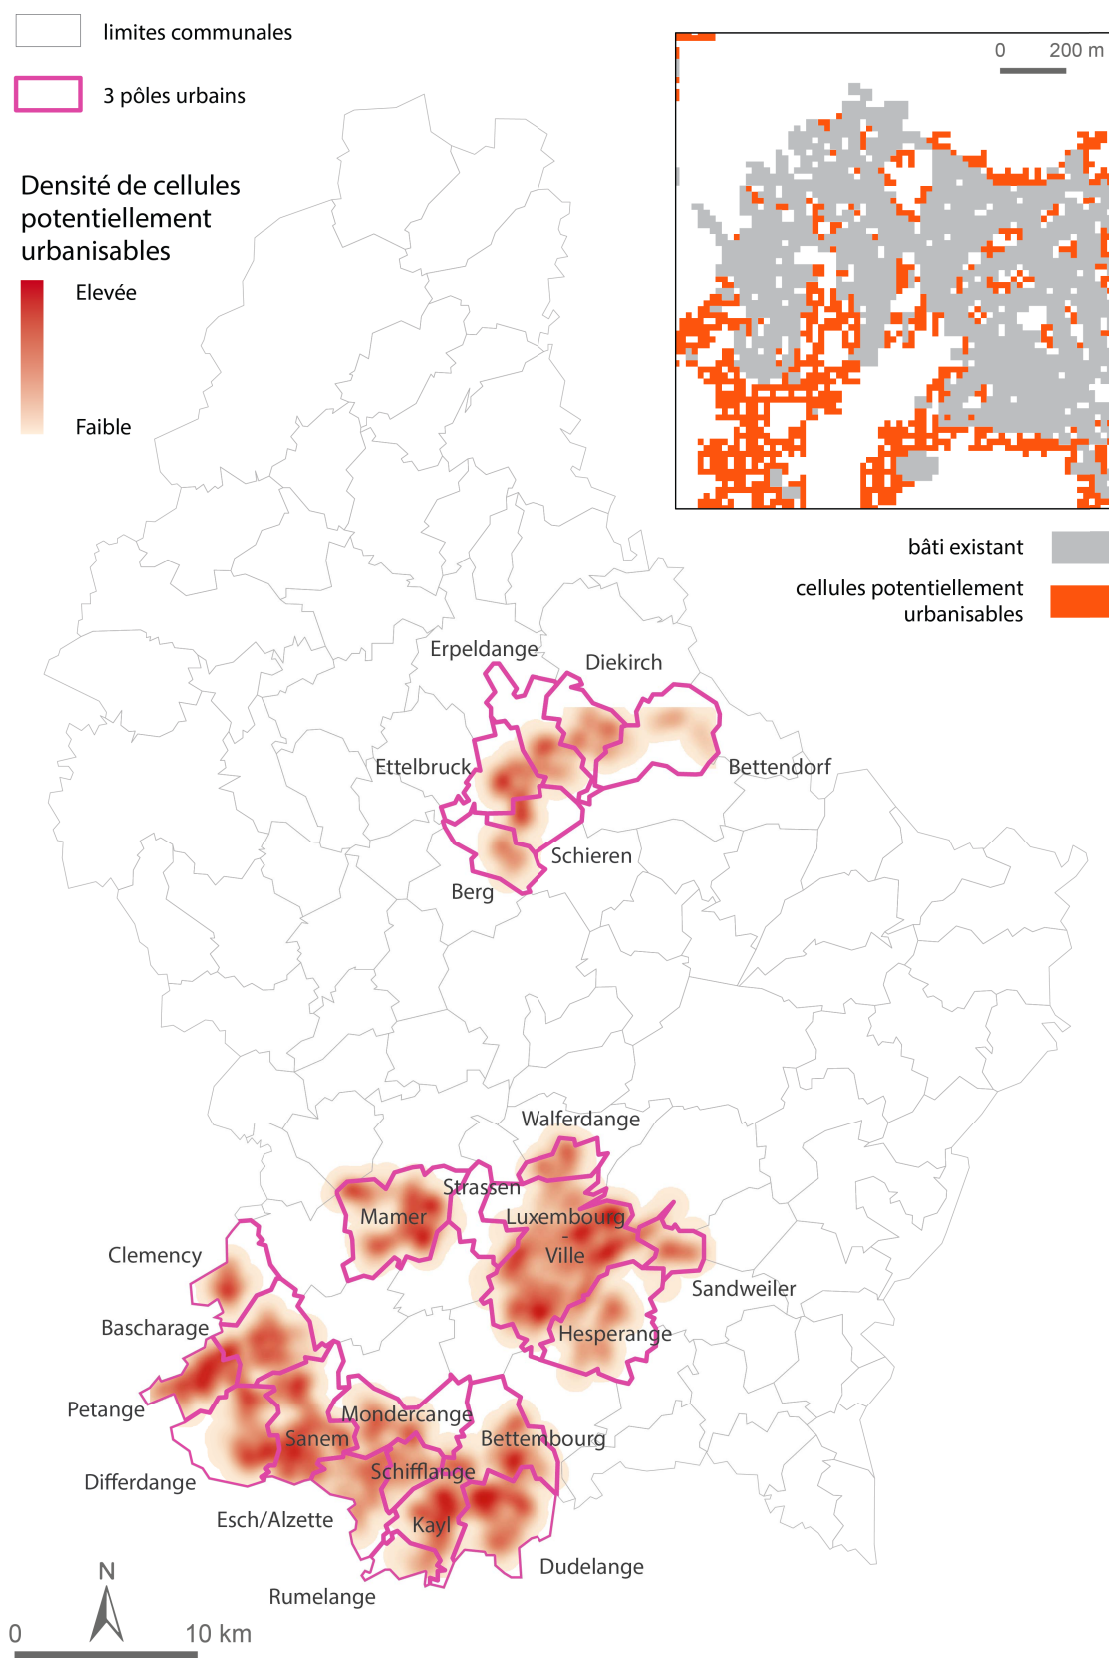 limites communales
3 pôles urbains
Densité de cellules
potentiellement
urbanisables
Elevée
Faible
0 200 m
bâti existant
cellules potentiellement
urbanisables
Erpeldange
Diekirch
Ettelbruck
Bettendorf
Schieren
Berg
Walferdange
Strassen
Mamer
Luxembourg
-
Ville
Clemency
Sandweiler
Bascharage
Hesperange
Petange
Mondercange
Sanem
Bettembourg
Schifflange
Differdange
Esch/Alzette
Kayl
Dudelange
Rumelange
N
0 10 km